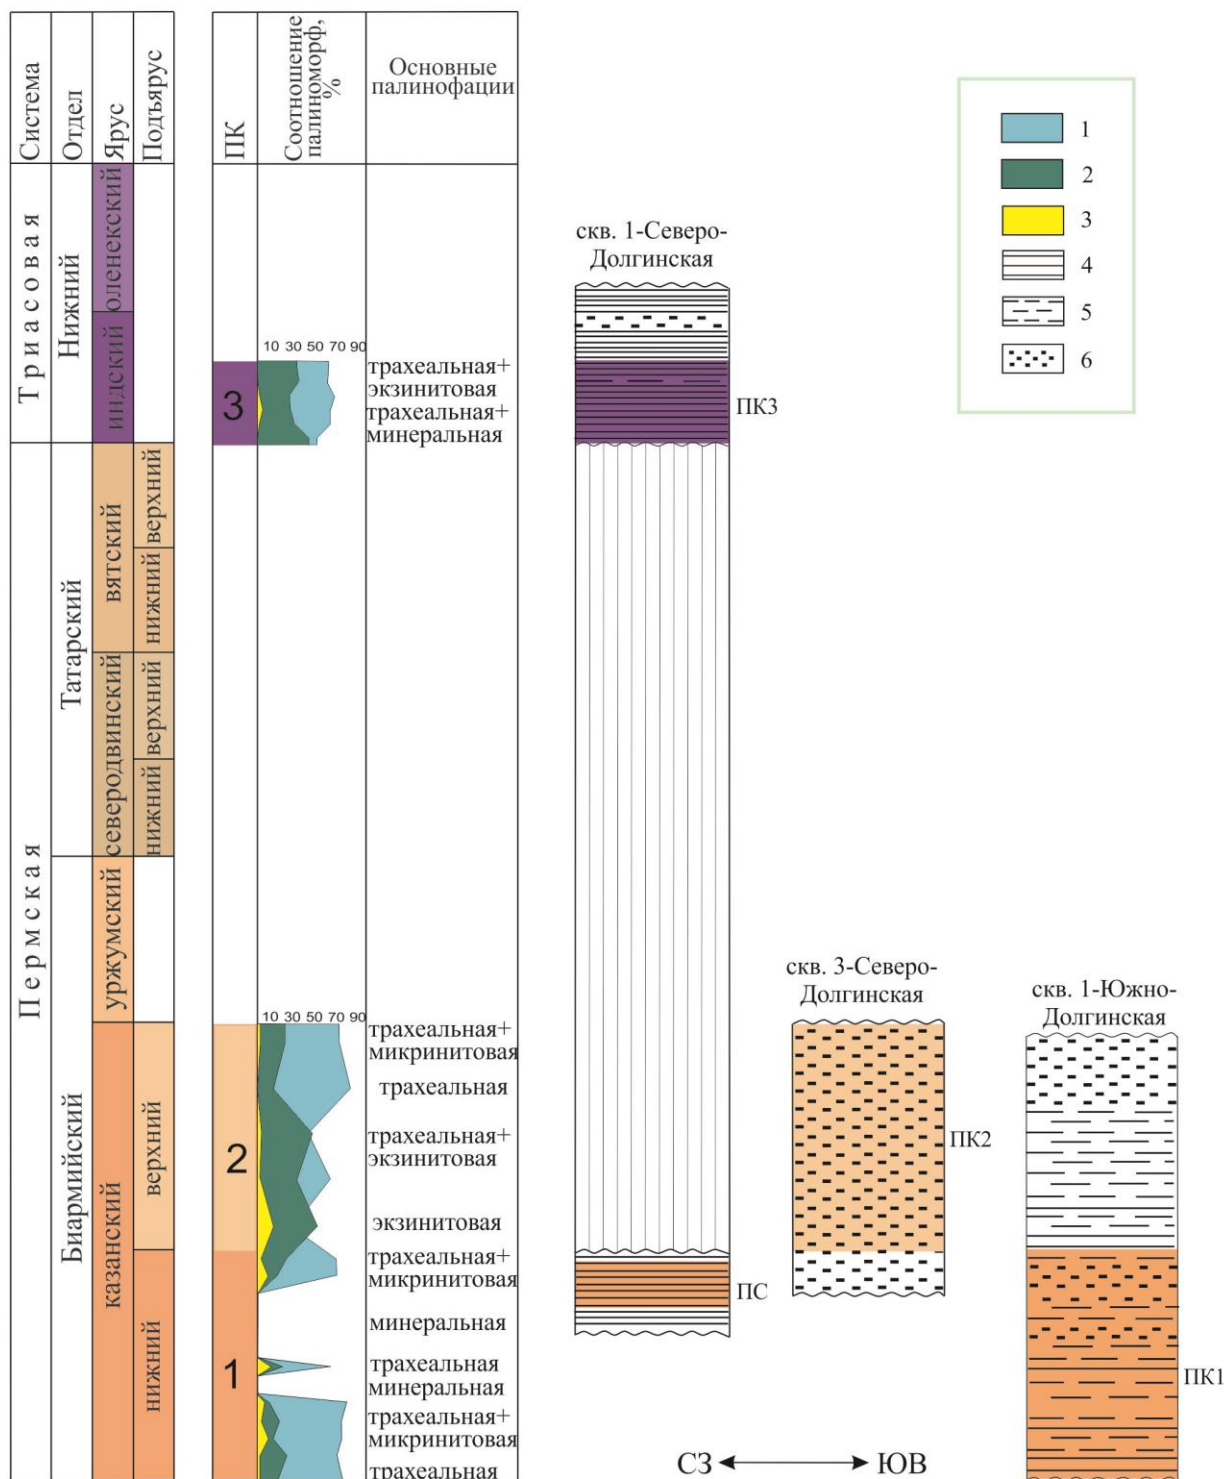 Система
Отдел
Ярус
Подъярус
ПК
Соотношение
палиноморф,
%
Основные
палинофации
Триасовая
Нижний
оленекский
индский
Пермская
Татарский
вятский
верхний
нижний
северодвинский
верхний
нижний
Биармийский
уржумский
казанский
верхний
нижний
10 30 50 70 90
3
трахеальная+
экзинитовая
трахеальная+
минеральная
10 30 50 70 90
2
трахеальная+
микринитовая
трахеальная
трахеальная+
экзинитовая
экзинитовая
трахеальная+
микринитовая
1
минеральная
трахеальная
минеральная
трахеальная+
микринитовая
трахеальная
скв. 1-Северо-
Долгинская
ПК3
ПС
скв. 3-Северо-
Долгинская
ПК2
скв. 1-Южно-
Долгинская
ПК1
СЗ ЮВ
1
2
3
4
5
6